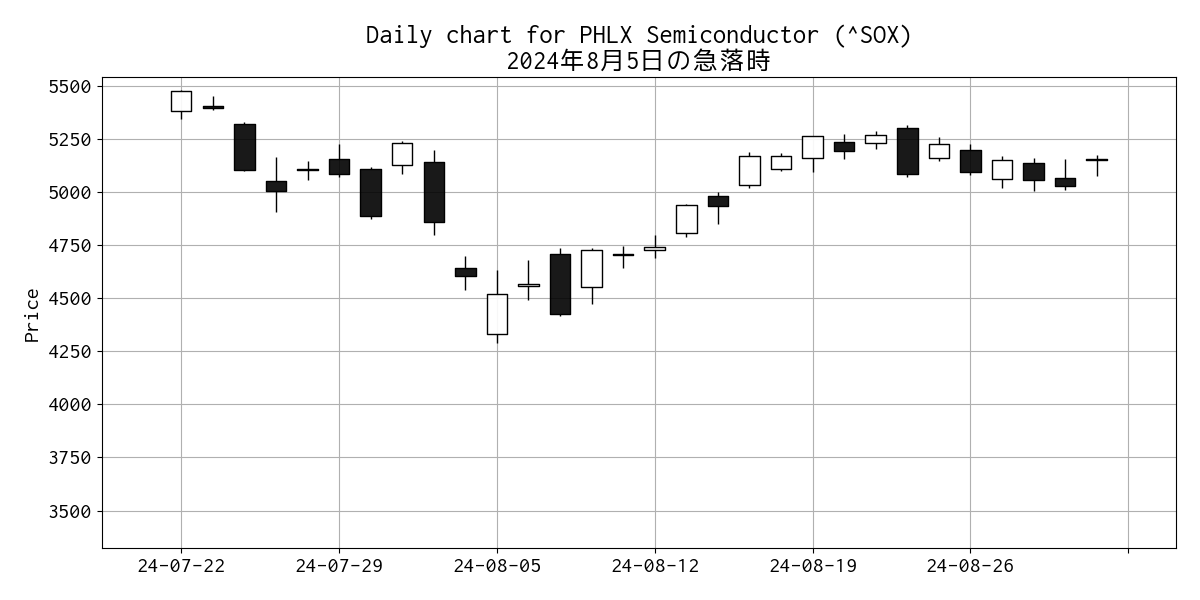 Daily chart for PHLX Semiconductor (^SOX)
2024年8月5日の急落時
Price
5500
5250
5000
4750
4500
4250
4000
3750
3500
24-07-22 24-07-29 24-08-05 24-08-12 24-08-19 24-08-26